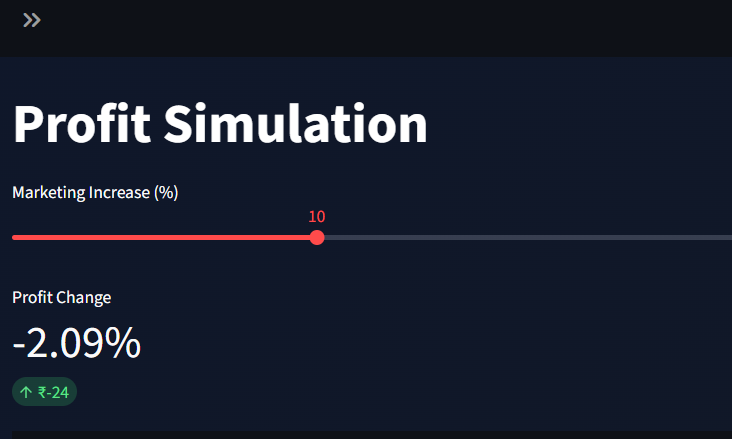 Profit Simulation
Marketing Increase (%)
10
Profit Change
-2.09%
↑ ₹-24